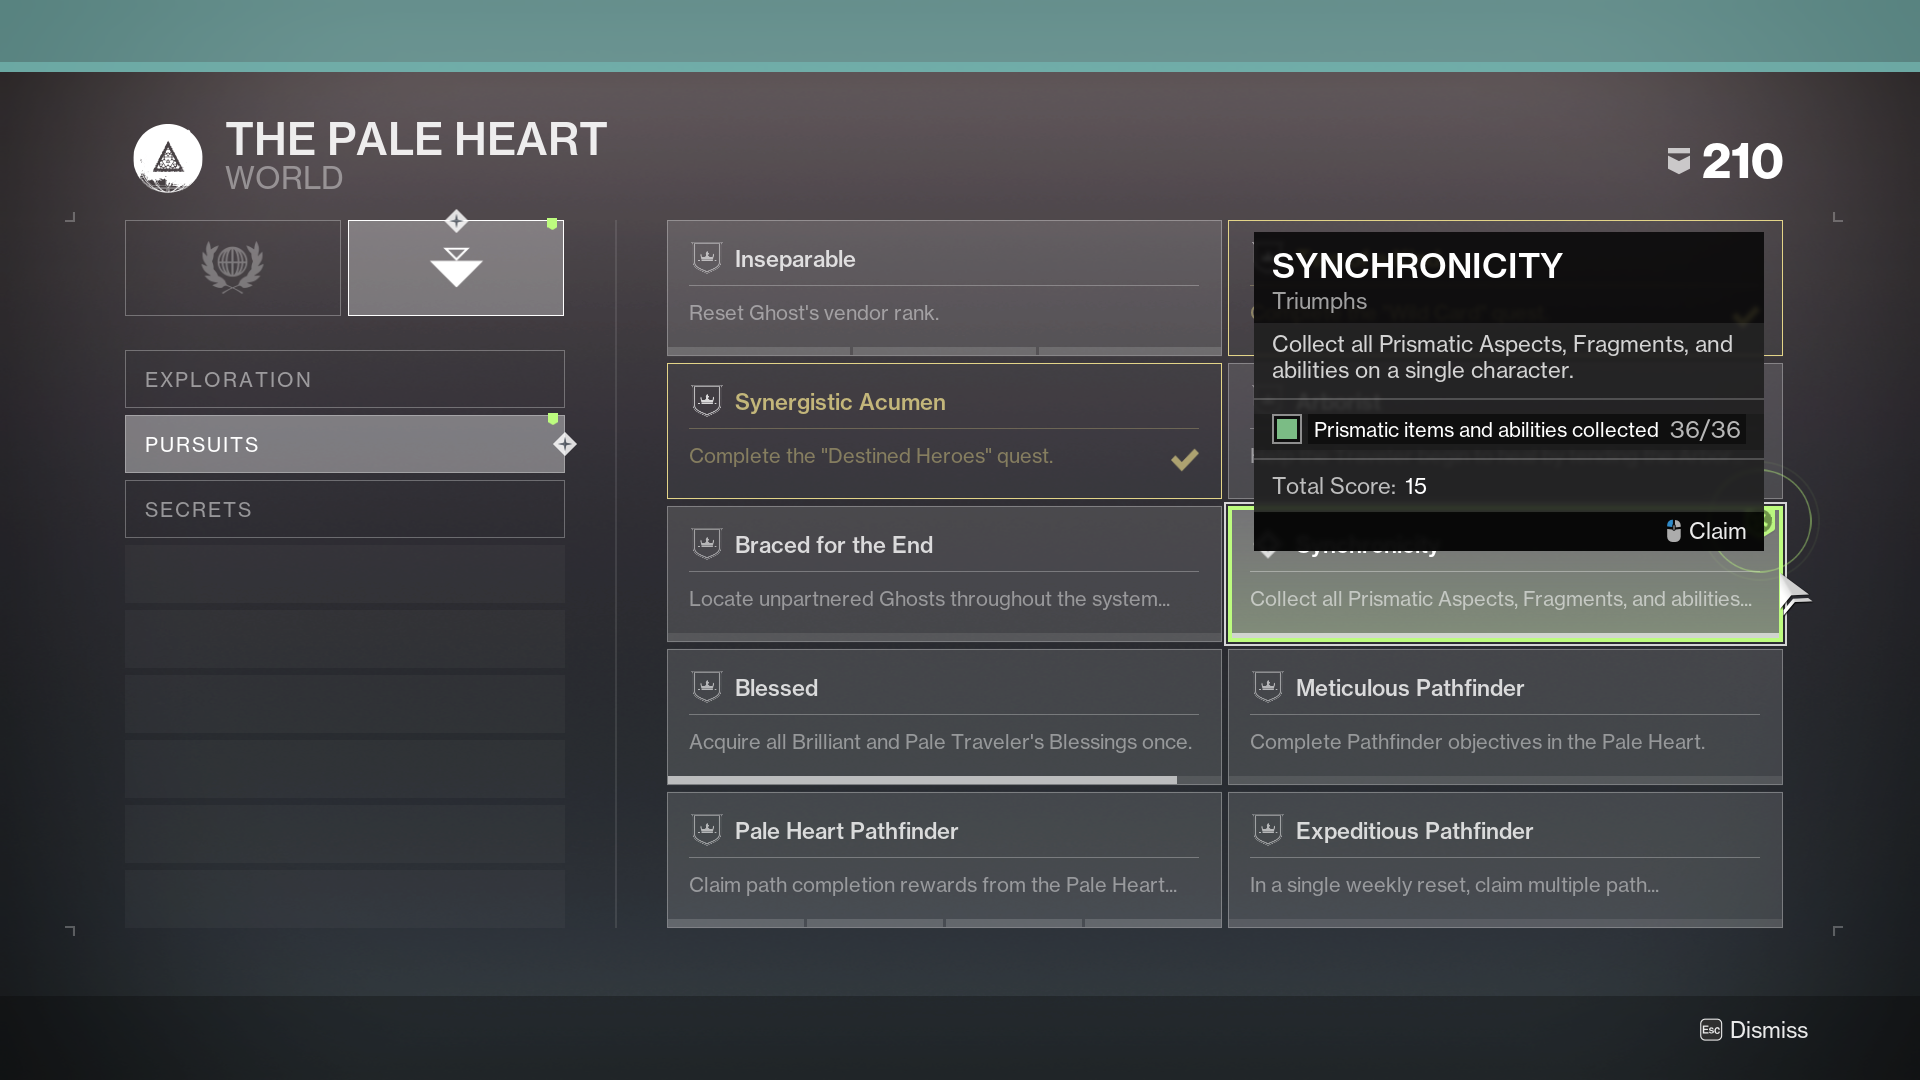 THE PALE HEART
WORLD
210
EXPLORATION
PURSUITS
SECRETS
Inseparable
Reset Ghost's vendor rank.
SYNCHRONICITY
Triumphs
Collect all Prismatic Aspects, Fragments, and
abilities on a single character.
Prismatic items and abilities collected 36/36
Total Score: 15
Claim
Synergistic Acumen
Complete the "Destined Heroes" quest.
Arborist
Braced for the End
Locate unpartnered Ghosts throughout the system...
Synchronicity
Collect all Prismatic Aspects, Fragments, and abilities...
Blessed
Acquire all Brilliant and Pale Traveler's Blessings once.
Meticulous Pathfinder
Complete Pathfinder objectives in the Pale Heart.
Pale Heart Pathfinder
Claim path completion rewards from the Pale Heart...
Expeditious Pathfinder
In a single weekly reset, claim multiple path...
Esc Dismiss